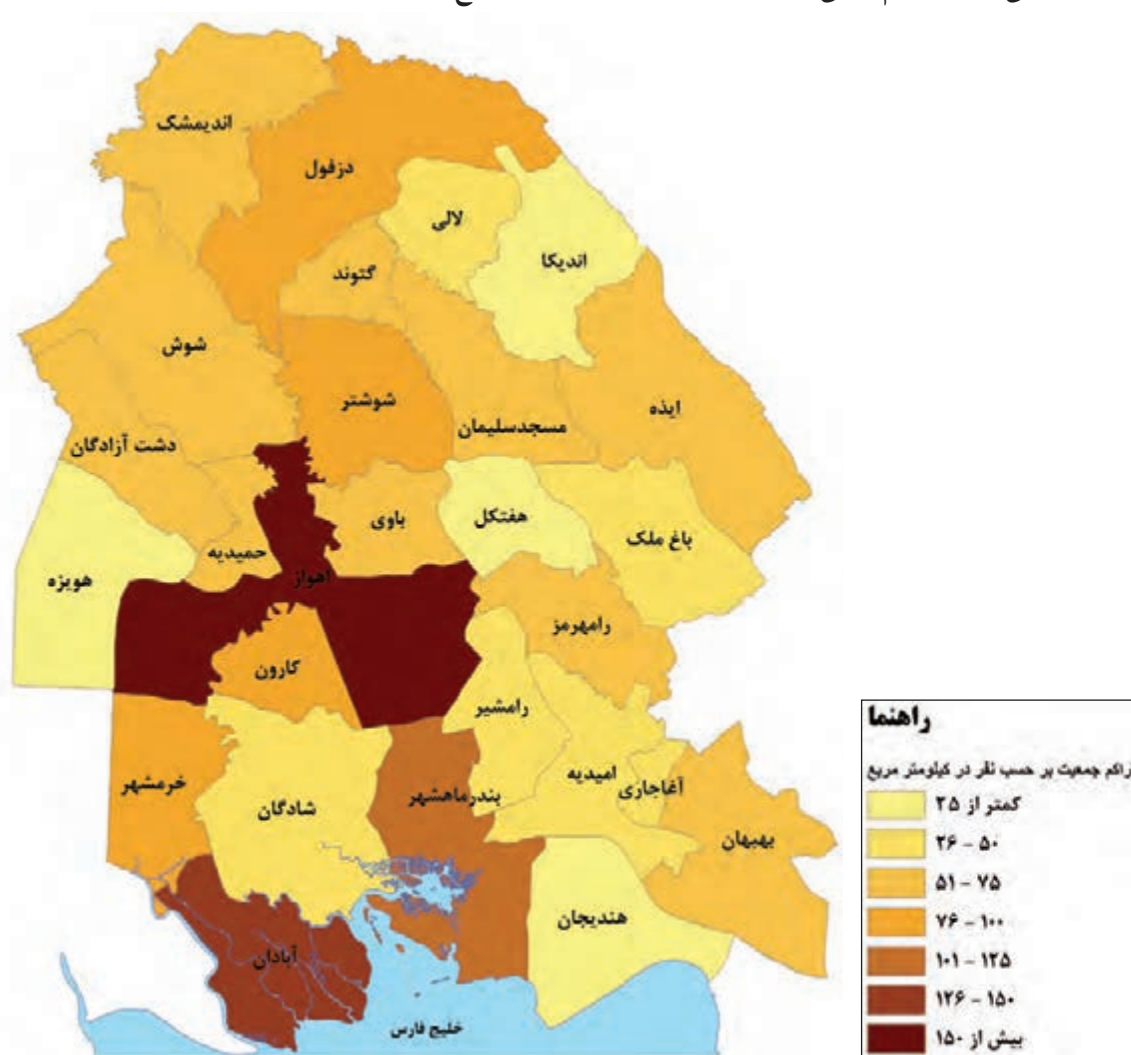 اندیمشک
دزفول
لالی
اندیکا
گتوند
شوش
شوشتر
مسجدسلیمان
ایذه
دشت آزادگان
هفتکل
باوی
باغ ملک
حمیدیه
هویزه
اهواز
رامهرمز
کارون
رامشیر
امیدیه
آغاجاری
خرمشهر
شادگان
بندرماهشهر
بهبهان
هندیجان
آبادان
خلیج فارس
راهنما
راکم جمعیت بر حسب نفر در کیلومتر مربع
کمتر از ۲۵
۲۶ – ۵۰
۵۱ – ۷۵
۷۶ – ۱۰۰
۱۰۱ – ۱۲۵
۱۲۶ – ۱۵۰
بیش از ۱۵۰